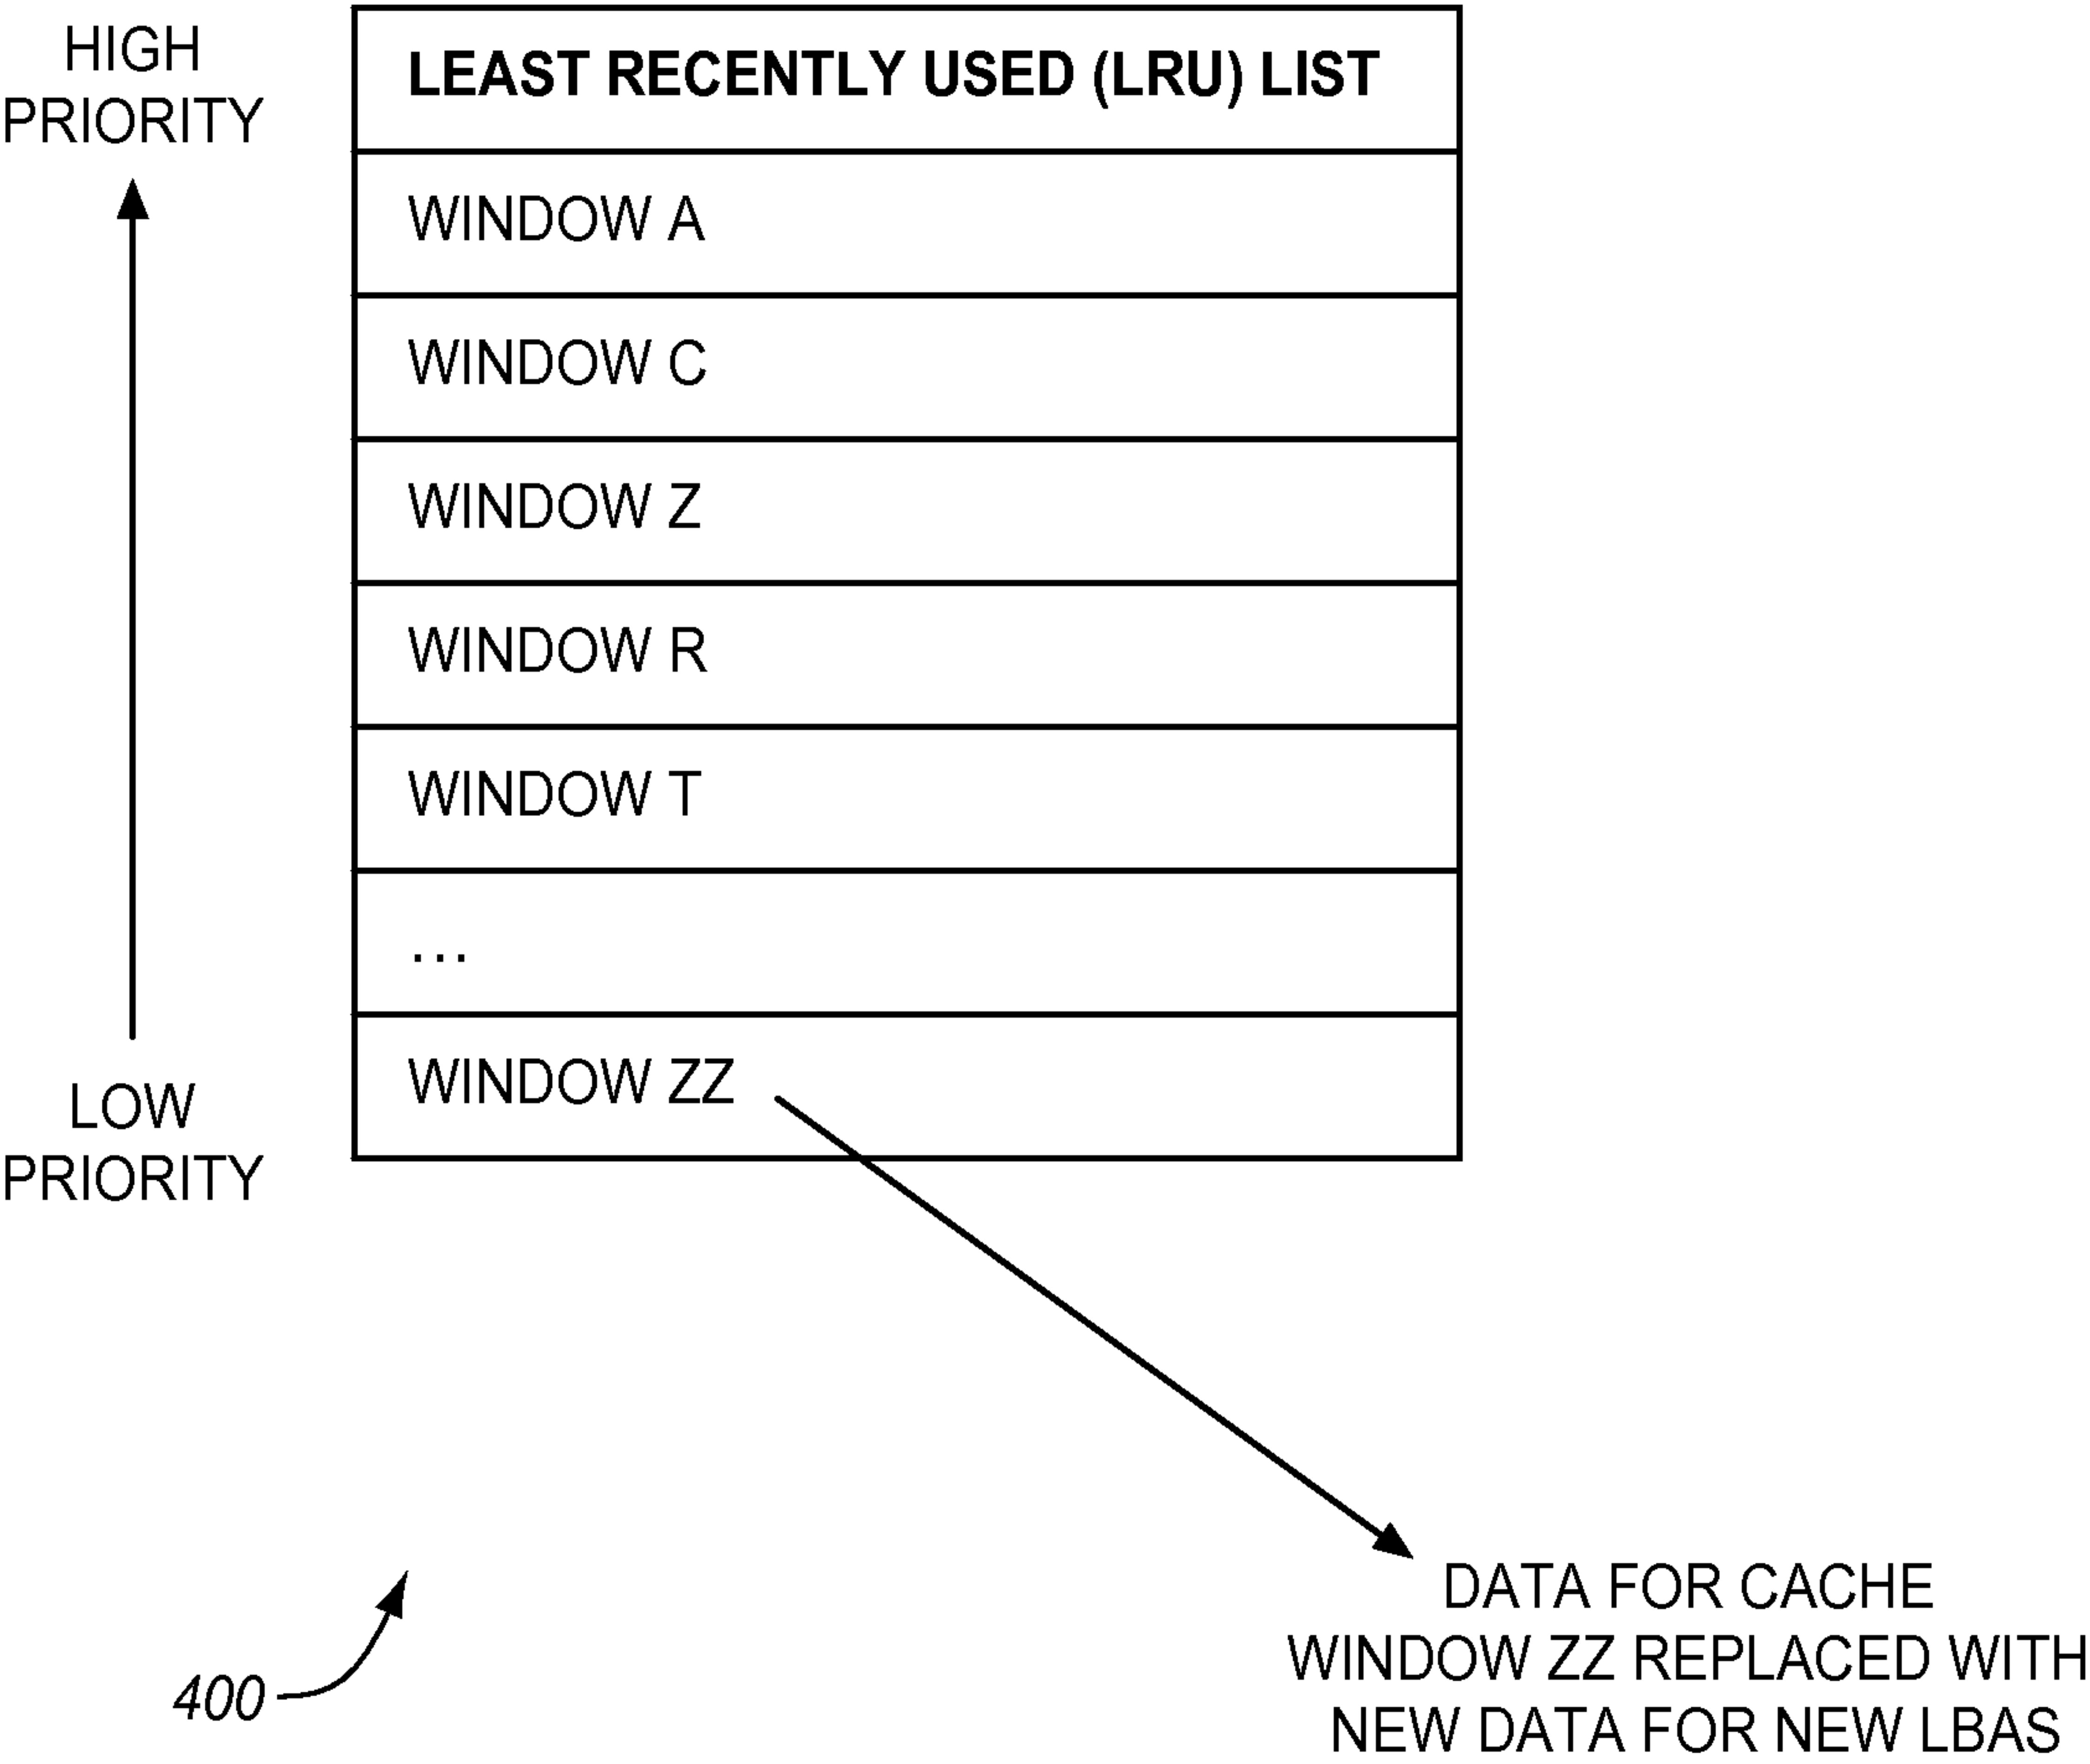 HIGH
PRIORITY
LEAST RECENTLY USED (LRU) LIST
WINDOW A
WINDOW C
WINDOW Z
WINDOW R
WINDOW T
...
WINDOW ZZ
LOW
PRIORITY
DATA FOR CACHE
WINDOW ZZ REPLACED WITH
NEW DATA FOR NEW LBAS
400